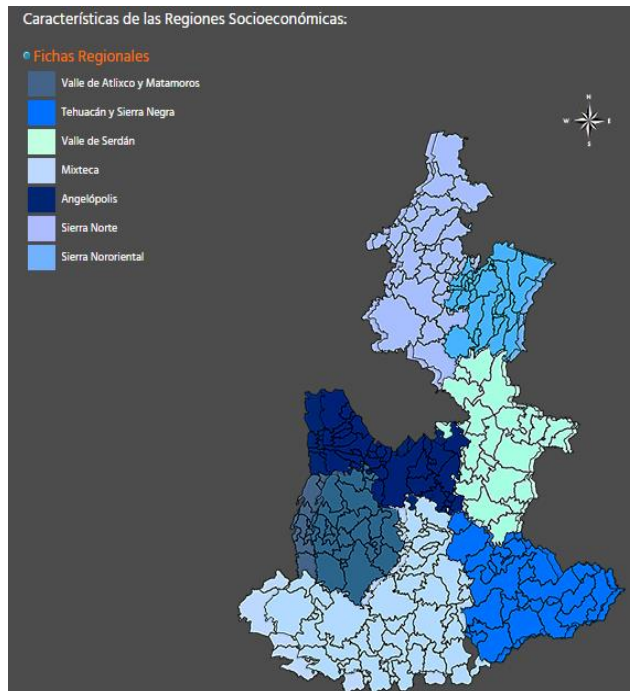 Características de las Regiones Socioeconómicas:
Fichas Regionales
Valle de Atlixco y Matamoros
Tehuacán y Sierra Negra
Valle de Serdán
Mixteca
Angelópolis
Sierra Norte
Sierra Nororiental
N
W E
S